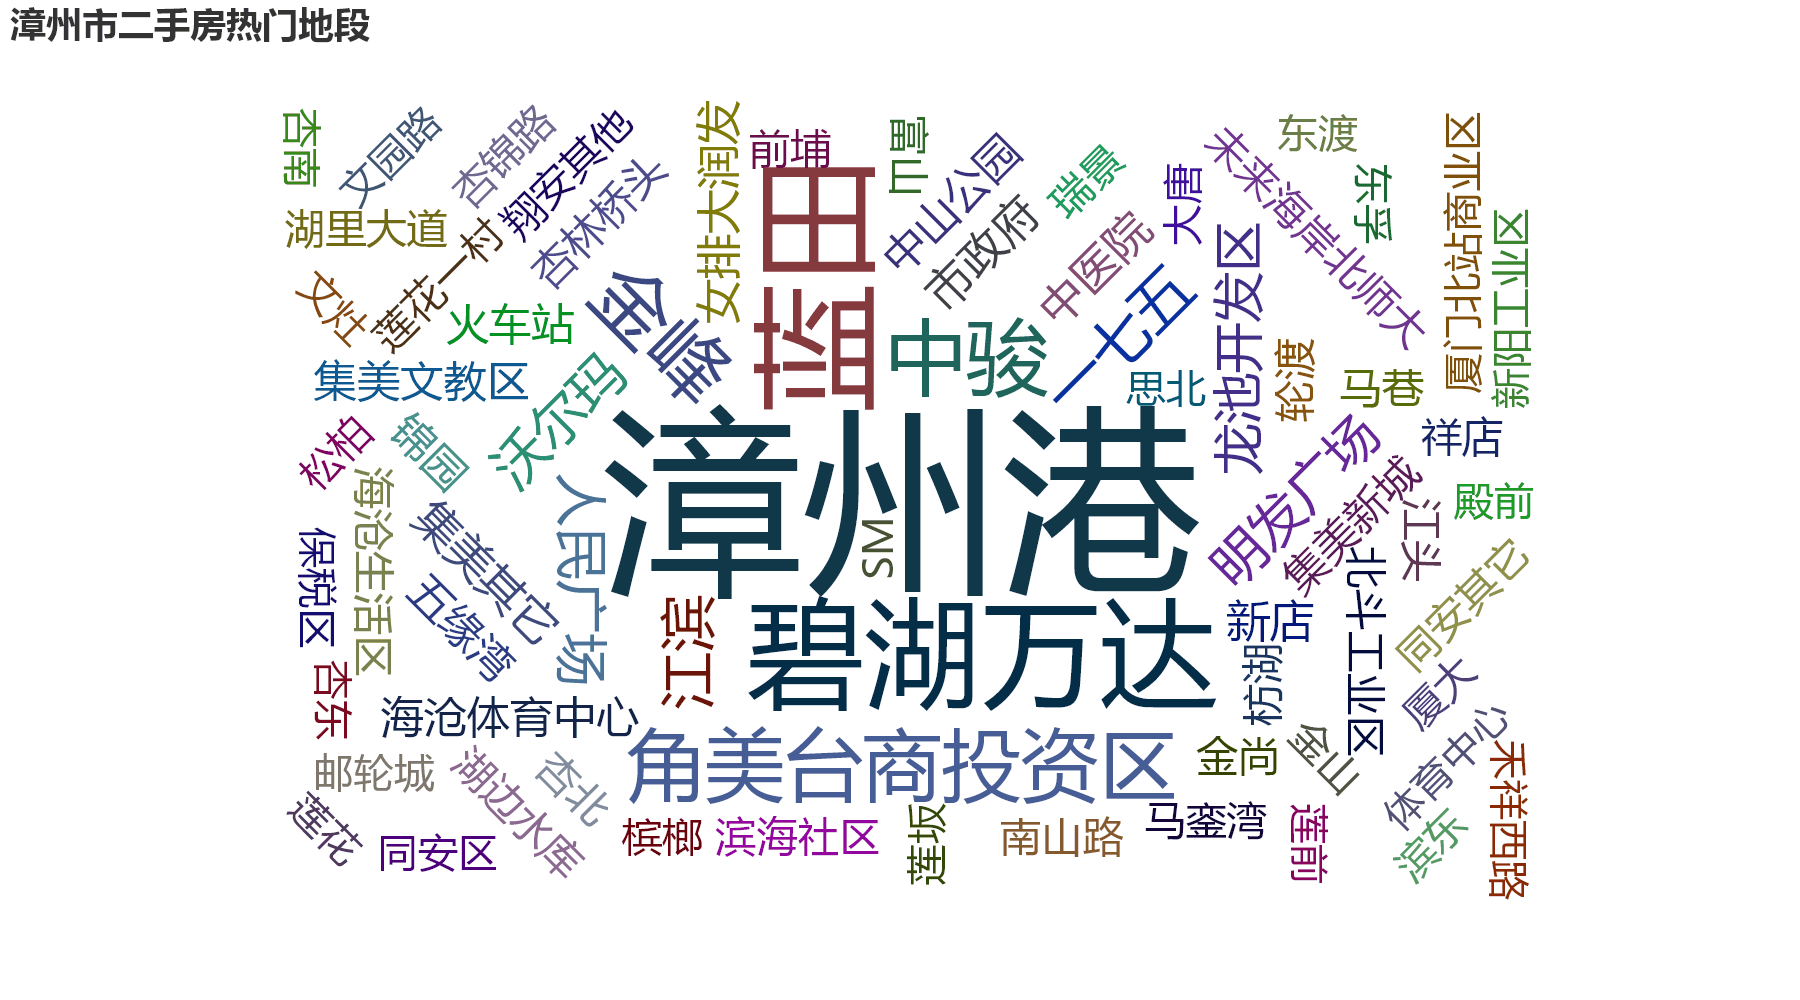 漳州市二手房热门地段
杏南
文园路
杏锦路
翔安其他
女排大润发
前埔
中山公园
瑞景
大唐
东渡
未来海岸北师大
东孚
厦门北站商业区
新阳工业区
湖里大道
莲花一村
杏林桥头
蓝田
市政府
中医院
龙池开发区
文灶
火车站
金峰
中骏
一七五
思北
轮渡
马巷
集美文教区
沃尔玛
松柏
锦园
漳州港
SM
明发广场
祥店
集美新城
江头
殿前
海沧生活区
集美其它
人民广场
保税区
五缘湾
江滨
碧湖万达
新店
北斗工业区
同安其它
杏东
海沧体育中心
枋湖
厦大
邮轮城
湖边水库
杏北
角美台商投资区
金尚
金山
体育中心
禾祥西路
莲花
同安区
槟榔
滨海社区
莲坂
南山路
马銮湾
莲前
滨东